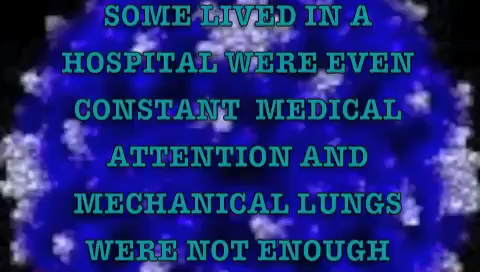 SOME LIVED IN A
HOSPITAL WERE EVEN
CONSTANT MEDICAL
ATTENTION AND
MECHANICAL LUNGS
WERE NOT ENOUGH